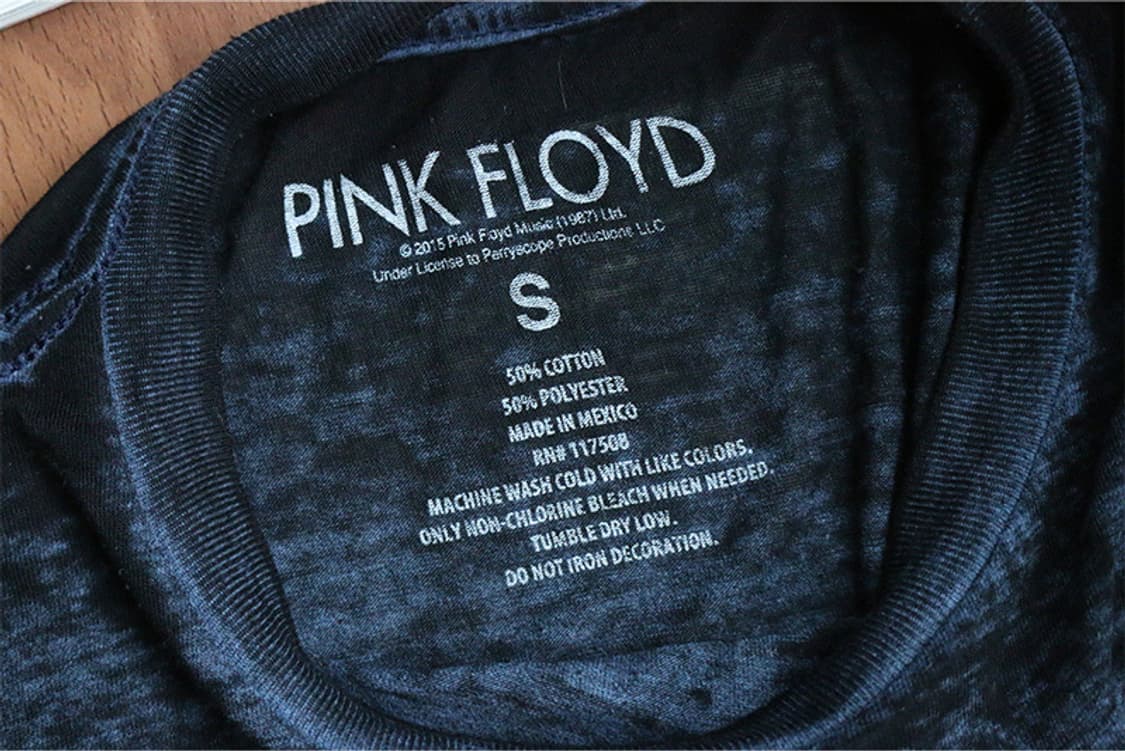 PINK FLOYD
© 2015 Pink Floyd Music (1987) Ltd.
Under License to Perryscope Productions LLC
S
50% COTTON
50% POLYESTER
MADE IN MEXICO
RN# 117508
MACHINE WASH COLD WITH LIKE COLORS.
ONLY NON-CHLORINE BLEACH WHEN NEEDED.
TUMBLE DRY LOW.
DO NOT IRON DECORATION.